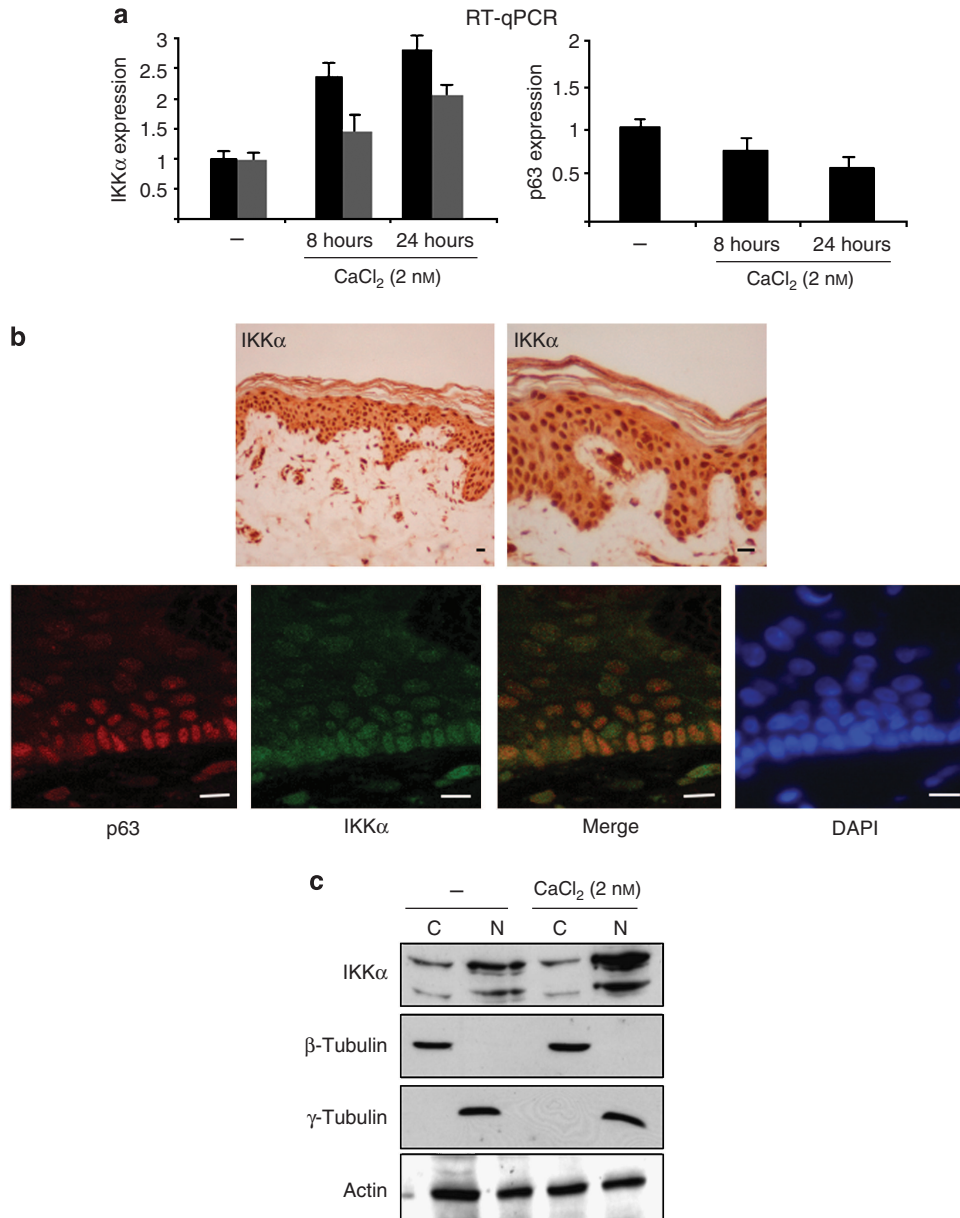 a
RT-qPCR
IKKα expression
3
2.5
2
1.5
1
0.5
–
8 hours
24 hours
CaCl₂ (2 nM)
p63 expression
2
1.5
1
0.5
–
8 hours
24 hours
CaCl₂ (2 nM)
b
IKKα
IKKα
p63
IKKα
Merge
DAPI
c
–
CaCl₂ (2 nM)
C
N
C
N
IKKα
β-Tubulin
γ-Tubulin
Actin